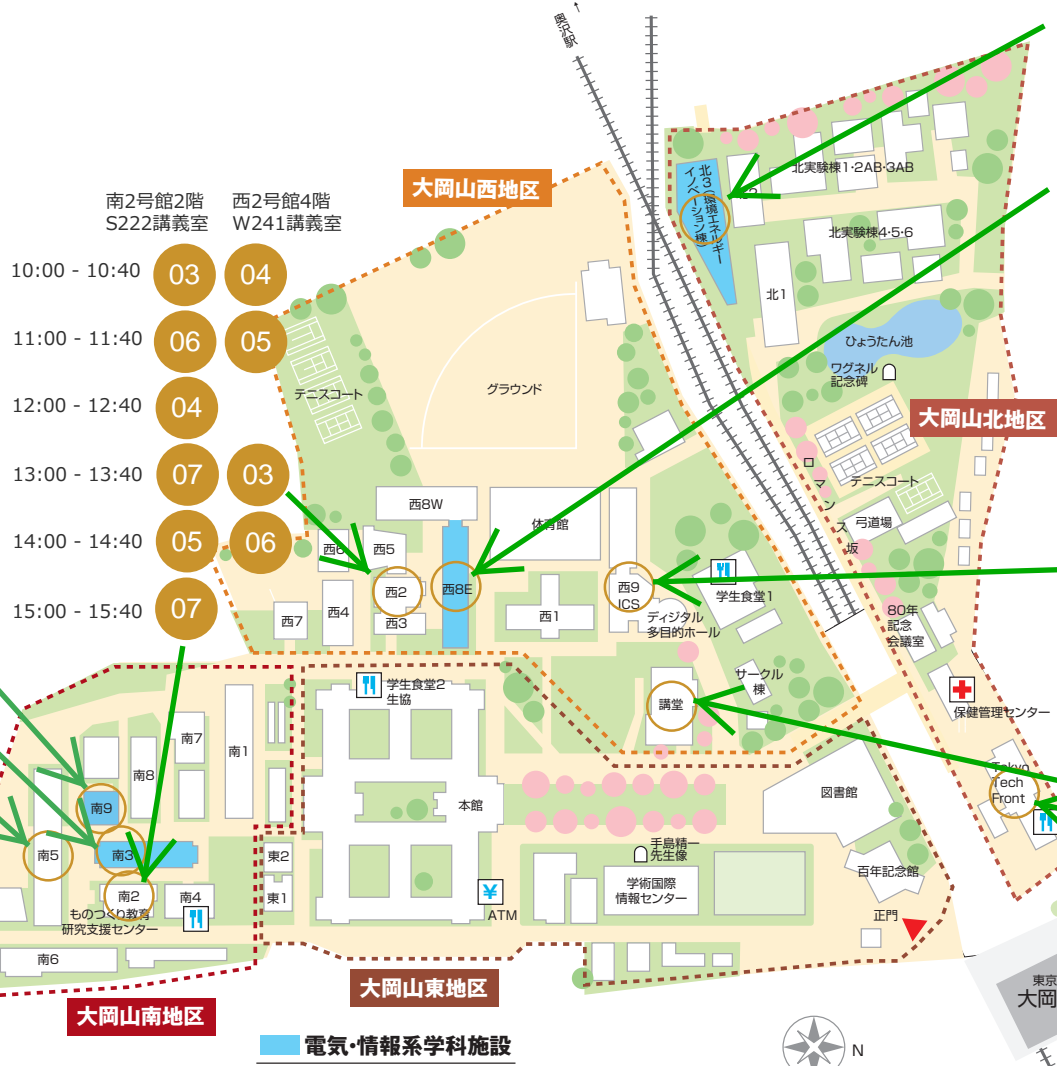 奥沢駅
大岡山西地区
南2号館2階
S222講義室
西2号館4階
W241講義室
10:00 - 10:40 03 04
11:00 - 11:40 06 05
12:00 - 12:40 04
13:00 - 13:40 07 03
14:00 - 14:40 05 06
15:00 - 15:40 07
北3(環境エネルギー
イノベーション棟)
北実験棟1・2AB・3AB
北実験棟4・5・6
北1
ひょうたん池
ワグネル
記念碑
大岡山北地区
テニスコート
グラウンド
ロマンス坂
テニスコート
弓道場
西8W
体育館
西6
西5
西2
西8E
西3
西4
西7
西1
西9
ICS
ディジタル
多目的ホール
学生食堂1
80年
記念
会議室
サークル
棟
講堂
保健管理センター
学生食堂2
生協
南7
南1
南8
南9
南5
南3
南2
南4
ものつくり教育
研究支援センター
南6
本館
東2
東1
手島精一
先生像
学術国際
情報センター
¥
ATM
図書館
Tokyo
Tech
Front
百年記念館
正門
大岡山東地区
大岡山南地区
電気・情報系学科施設
N
東京
大岡